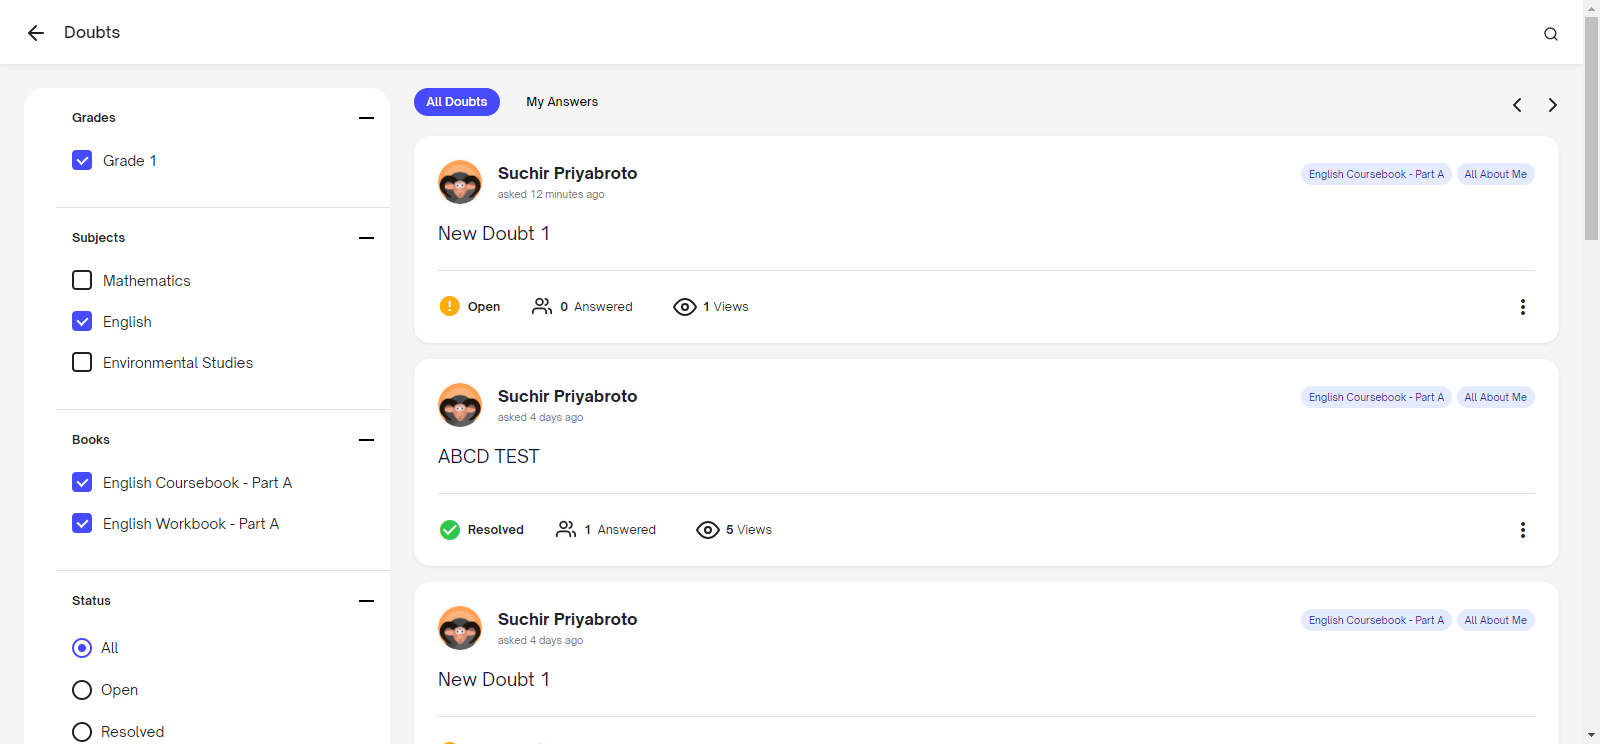 Doubts
Grades
Grade 1
Subjects
Mathematics
English
Environmental Studies
Books
English Coursebook - Part A
English Workbook - Part A
Status
All
Open
Resolved
All Doubts
My Answers
Suchir Priyabroto
asked 12 minutes ago
English Coursebook - Part A
All About Me
New Doubt 1
Open
0 Answered
1 Views
Suchir Priyabroto
asked 4 days ago
English Coursebook - Part A
All About Me
ABCD TEST
Resolved
1 Answered
5 Views
Suchir Priyabroto
asked 4 days ago
English Coursebook - Part A
All About Me
New Doubt 1